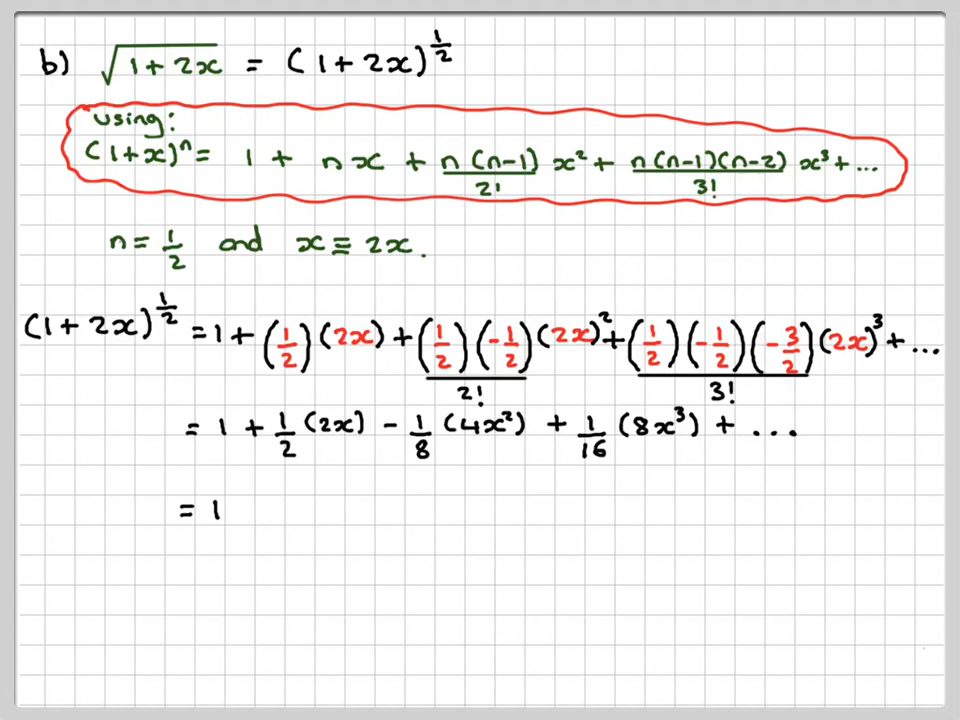 b) √(1+2x) = (1+2x)^(1/2)
using:
(1+x)^n = 1 + nx + n(n-1)/2! x² + n(n-1)(n-2)/3! x³ + ...
n = 1/2 and x ≡ 2x.
(1+2x)^(1/2) = 1 + (1/2)(2x) + (1/2)(-1/2)/2! (2x)² + (1/2)(-1/2)(-3/2)/3! (2x)³ + ...
= 1 + 1/2 (2x) - 1/8 (4x²) + 1/16 (8x³) + ...
= 1